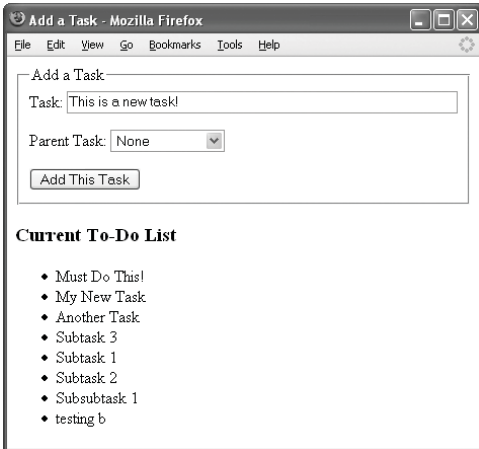 Add a Task - Mozilla Firefox
File Edit View Go Bookmarks Tools Help
Add a Task
Task: This is a new task!
Parent Task: None
Add This Task
Current To-Do List
Must Do This!
My New Task
Another Task
Subtask 3
Subtask 1
Subtask 2
Subsubtask 1
testing b